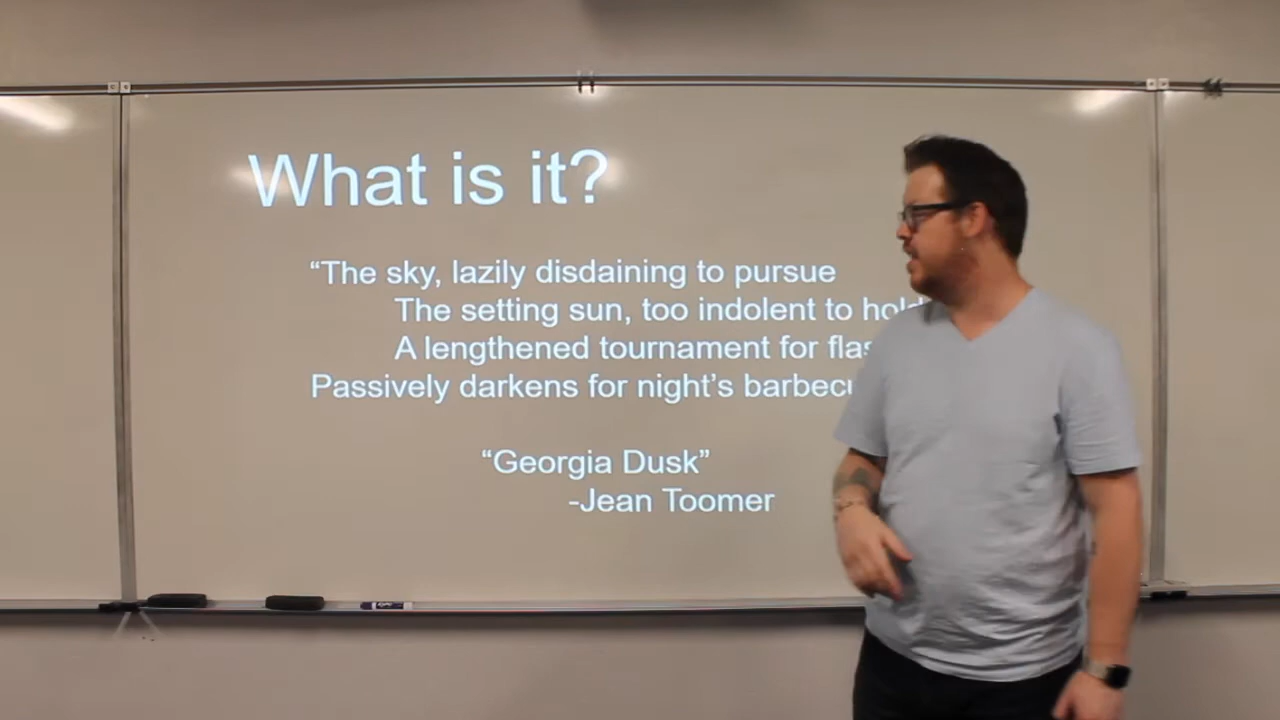 What is it?
“The sky, lazily disdaining to pursue
The setting sun, too indolent to hold
A lengthened tournament for
Passively darkens for night’s
“Georgia Dusk”
-Jean Toomer